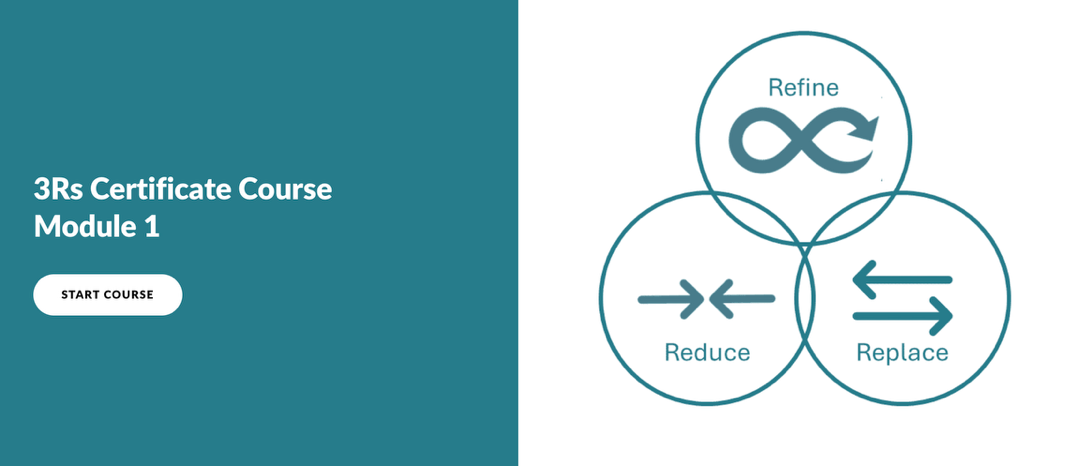 3Rs Certificate Course
Module 1
START COURSE
Refine
Reduce
Replace